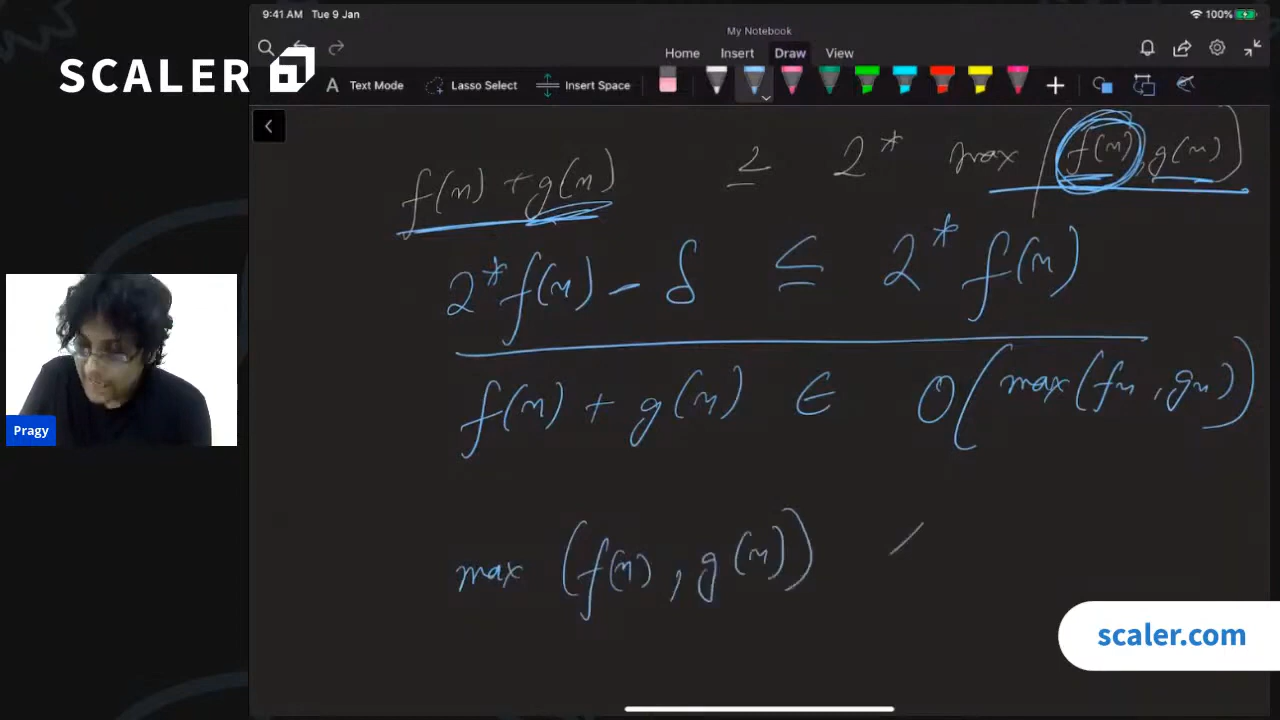 9:41 AM Tue 9 Jan
100%
My Notebook
Home Insert Draw View
SCALER
Text Mode Lasso Select Insert Space
f(n) + g(n) ≤ 2* max (f(n), g(n))
2*f(n) - δ ≤ 2* f(n)
f(n) + g(n) ∈ O(max(fn, gn))
Pragy
max (f(n), g(n))
scaler.com